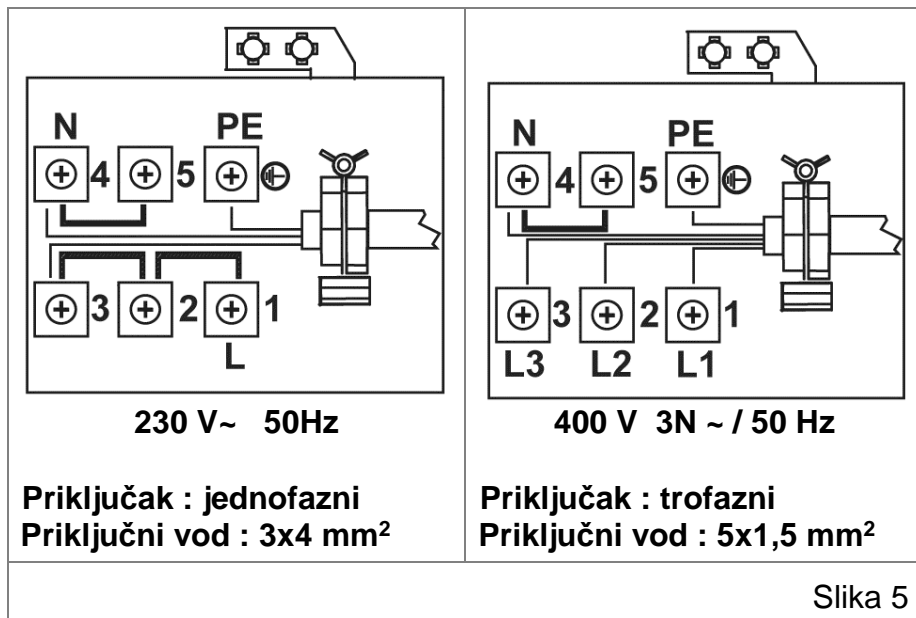 N PE
4 5
3 2 1
L
230 V~ 50Hz
Priključak : jednofazni
Priključni vod : 3x4 mm²
N PE
4 5
3 2 1
L3 L2 L1
400 V 3N ~ / 50 Hz
Priključak : trofazni
Priključni vod : 5x1,5 mm²
Slika 5